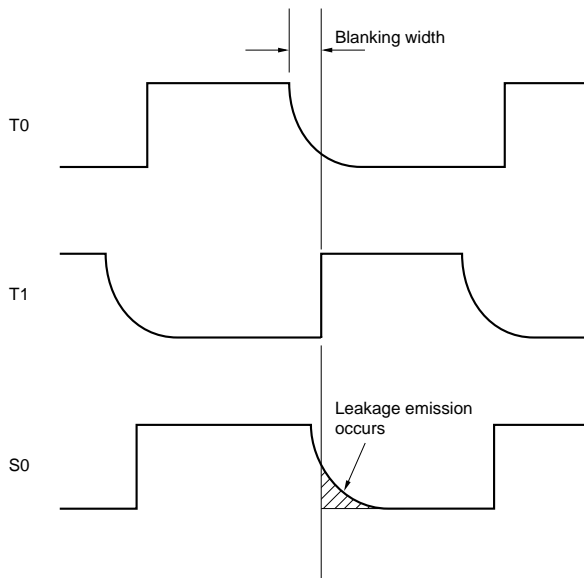 Blanking width
T0
T1
Leakage emission
occurs
S0